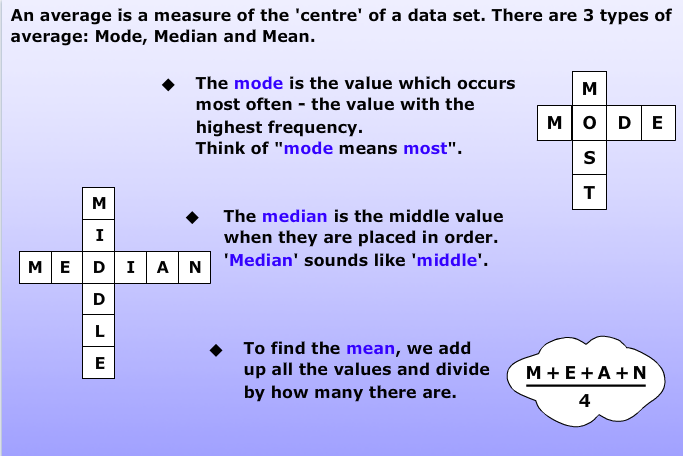 An average is a measure of the 'centre' of a data set. There are 3 types of
average: Mode, Median and Mean.
◆ The mode is the value which occurs
most often - the value with the
highest frequency.
Think of "mode means most".
M
M O D E
S
T
M
I
M E D I A N
D
L
E
◆ The median is the middle value
when they are placed in order.
'Median' sounds like 'middle'.
◆ To find the mean, we add
up all the values and divide
by how many there are.
M + E + A + N
4